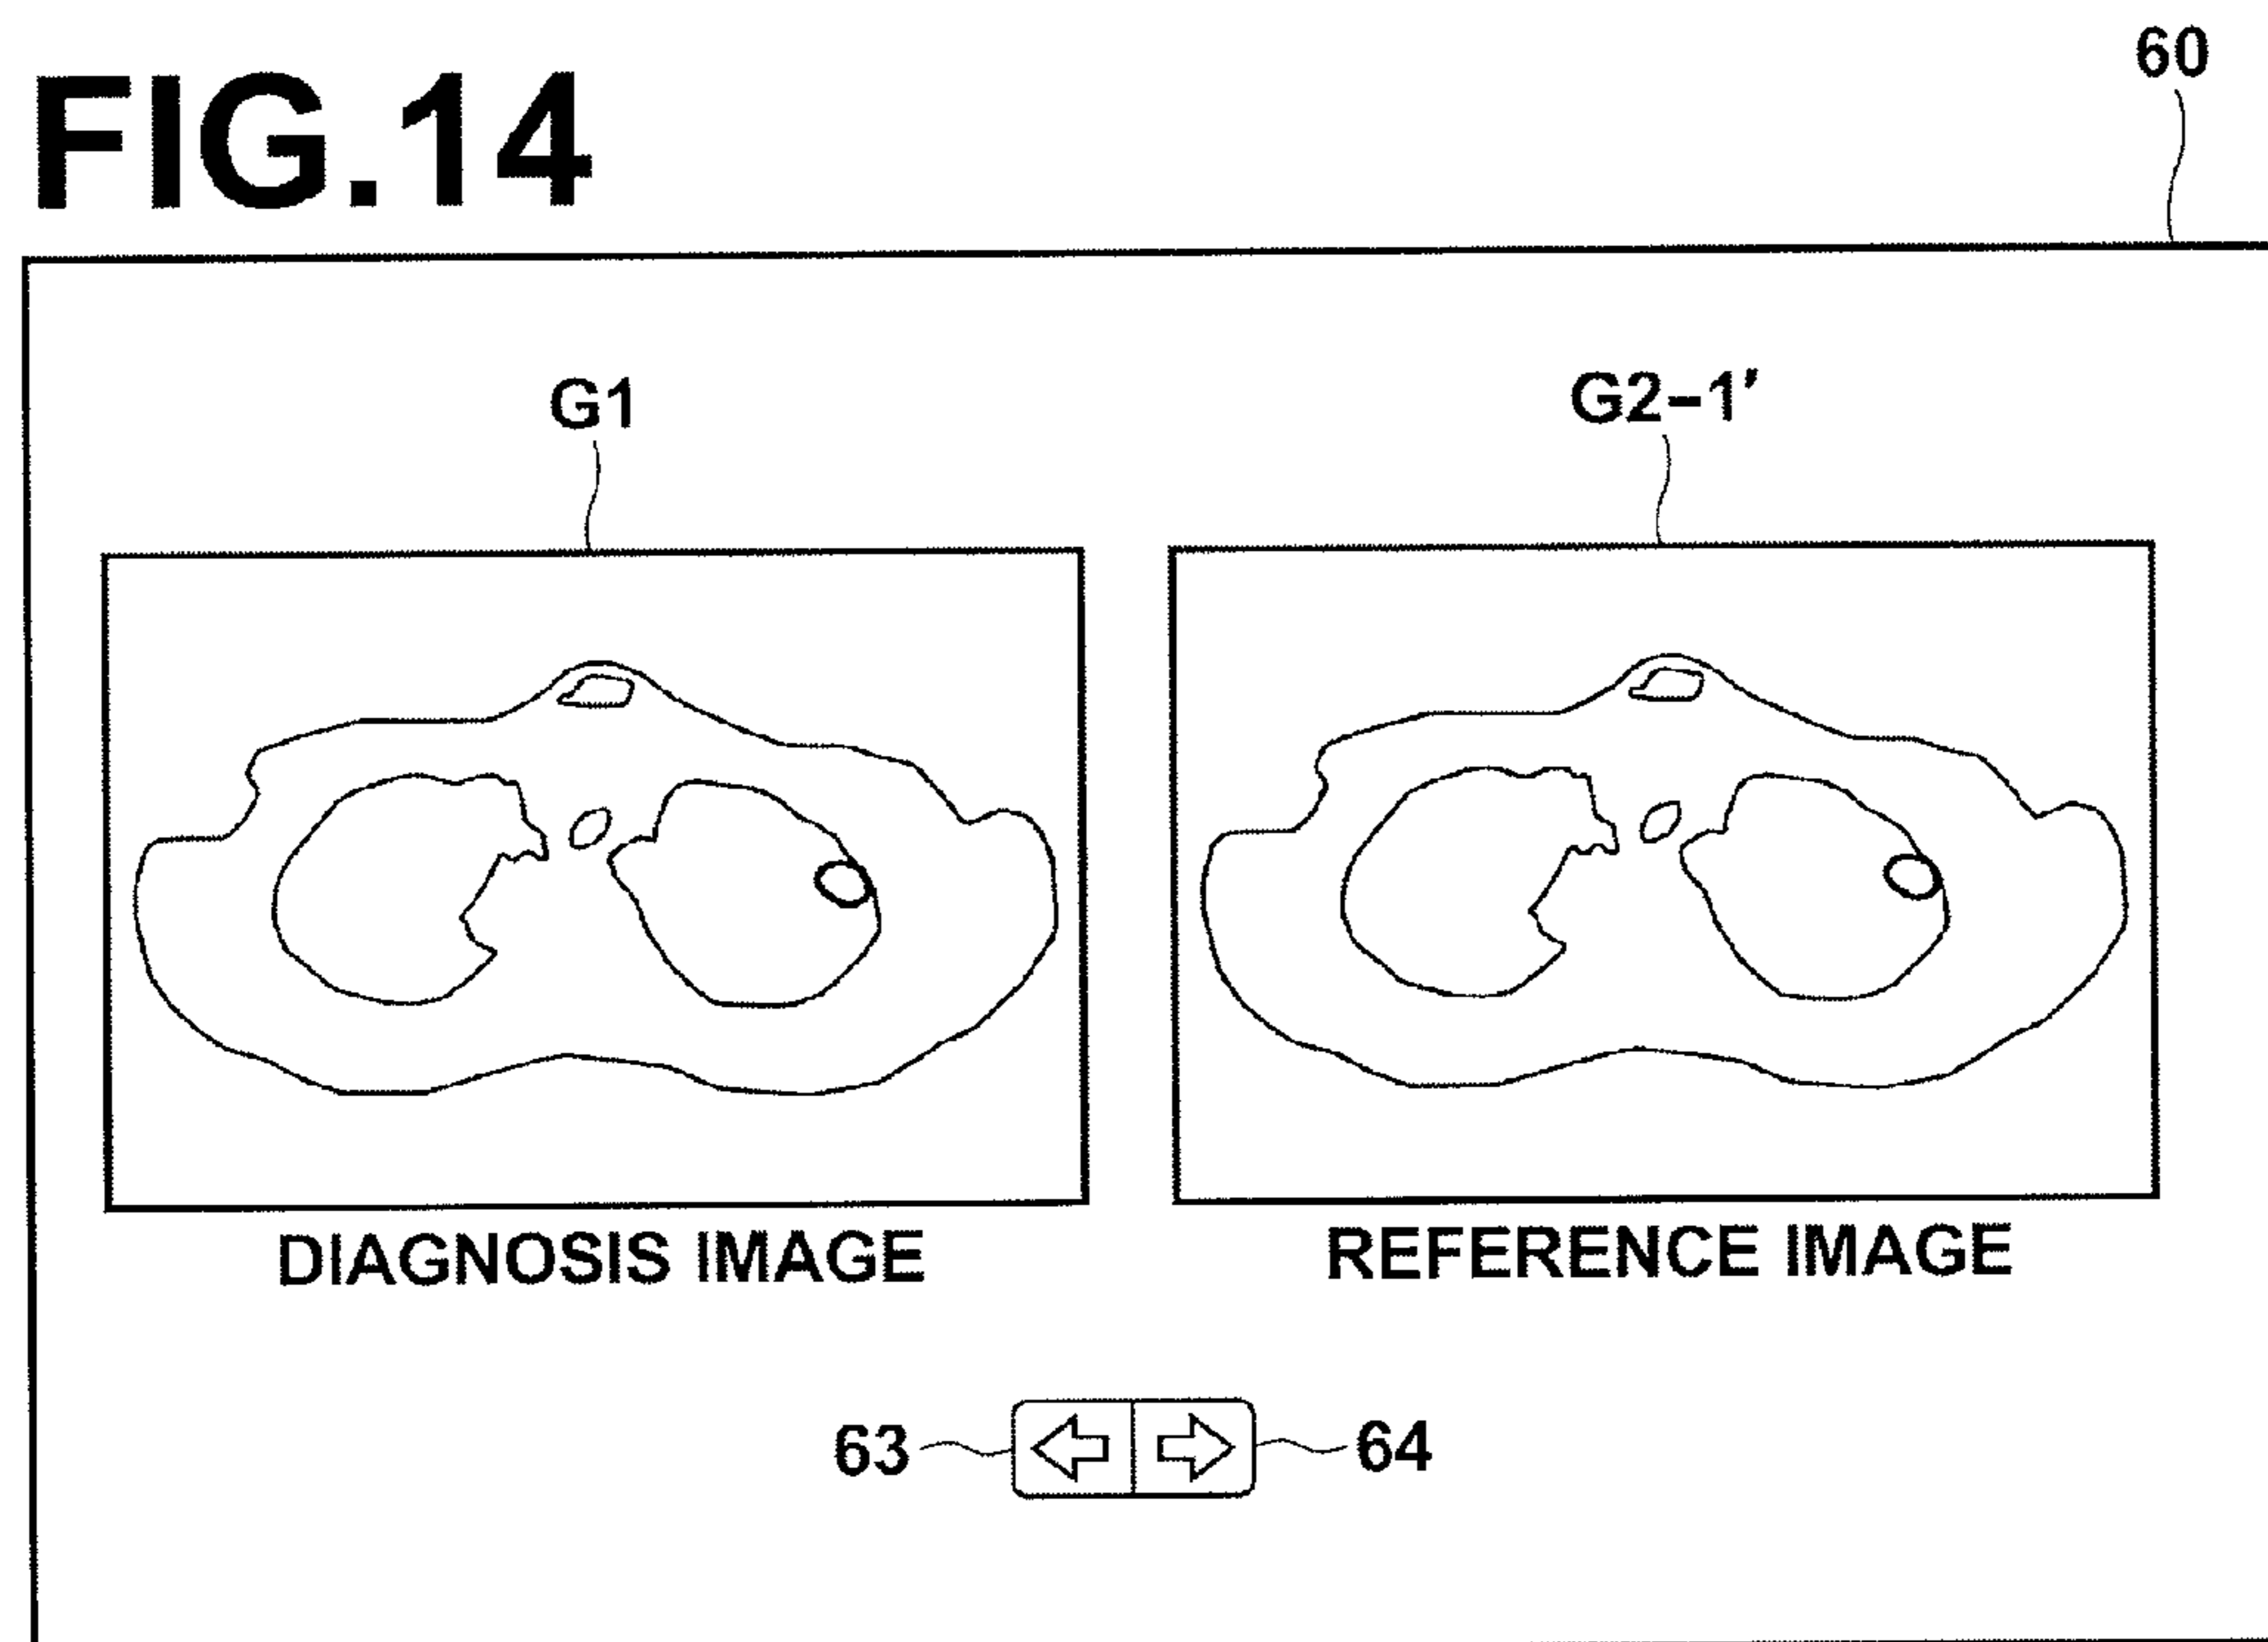 60
FIG.14
G1
G2-1'
DIAGNOSIS IMAGE
REFERENCE IMAGE
63
64